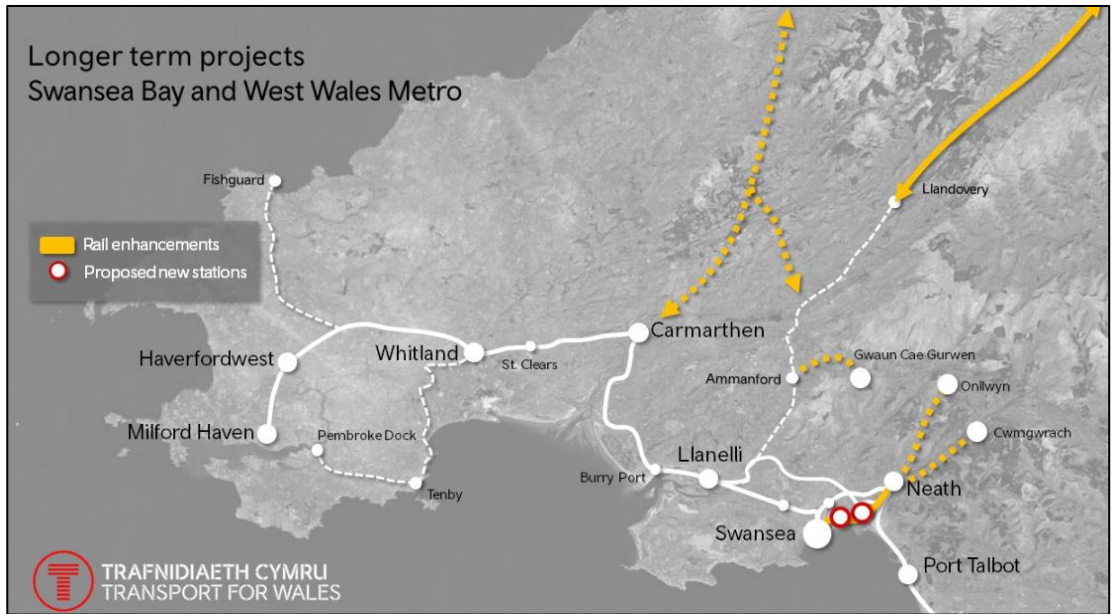 Longer term projects
Swansea Bay and West Wales Metro
Fishguard
Llandovery
Rail enhancements
Proposed new stations
Carmarthen
Haverfordwest
Whitland
St. Clears
Gwaun Cae Gurwen
Ammanford
Onllwyn
Milford Haven
Pembroke Dock
Cwmgwrach
Llanelli
Burry Port
Tenby
Neath
Swansea
Port Talbot
TRAFNIDIAETH CYMRU
TRANSPORT FOR WALES